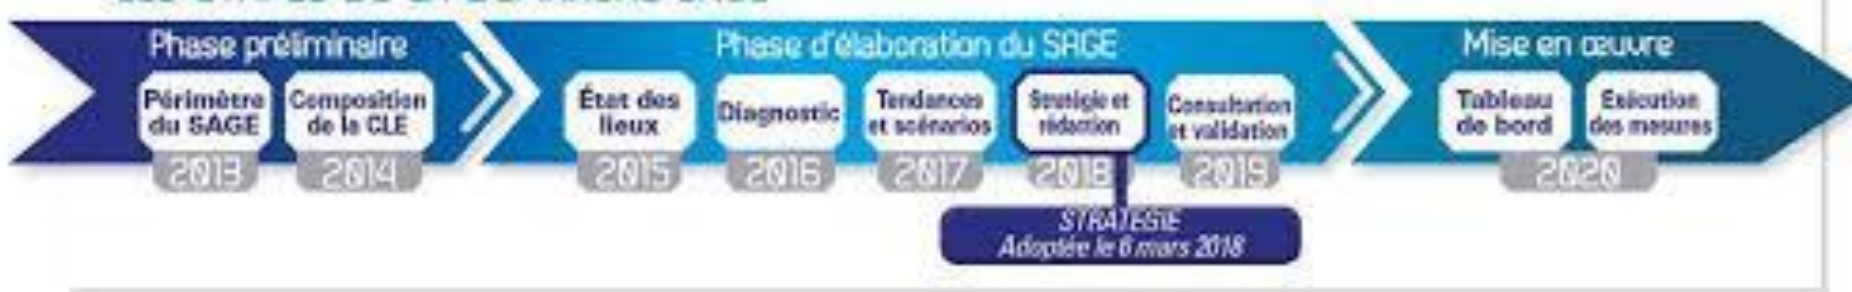 Phase préliminaire
Phase d'élaboration du SAGE
Mise en œuvre
Périmètre
du SAGE
Composition
de la CLE
État des
lieux
Diagnostic
Tendances
et scénarios
Stratégie et
rédaction
Consultation
et validation
Tableau
de bord
Exécution
des mesures
2013
2014
2015
2016
2017
2018
2019
2020
STRATEGIE
Adoptée le 6 mars 2018